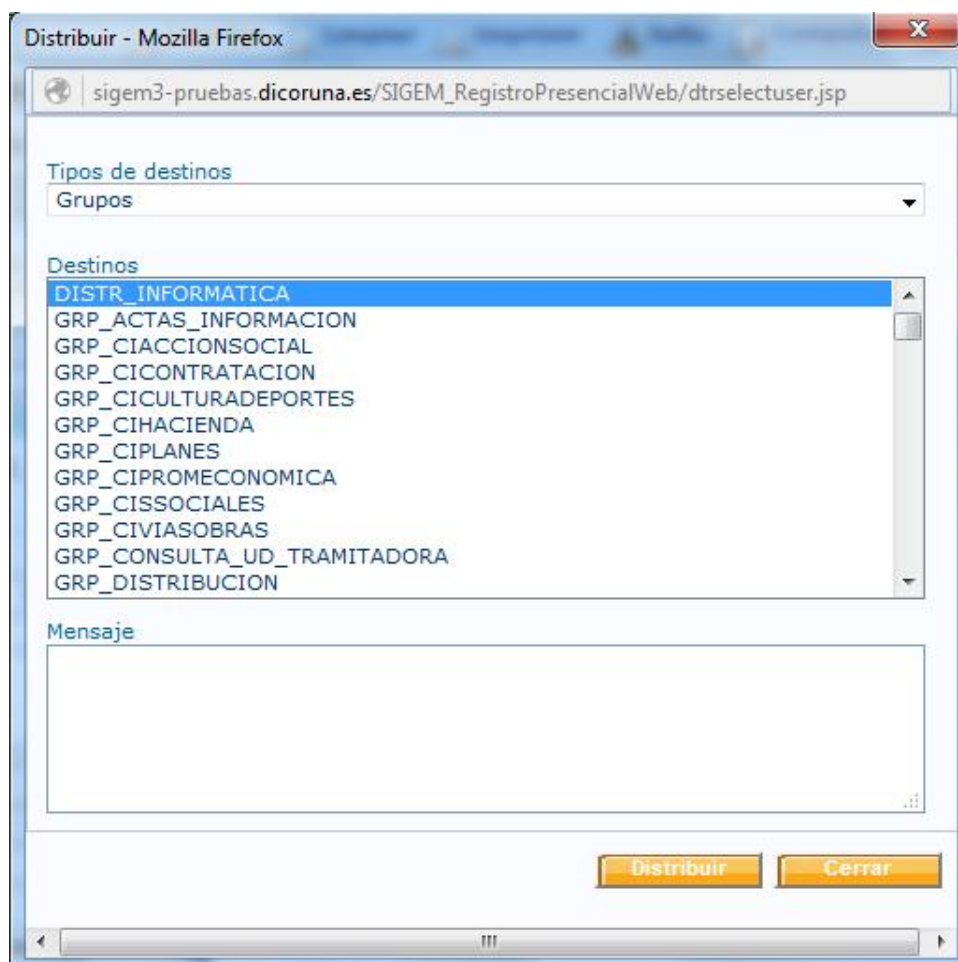 Distribuir - Mozilla Firefox
sigem3-pruebas.dicoruna.es/SIGEM_RegistroPresencialWeb/dtrselectuser.jsp
Tipos de destinos
Grupos
Destinos
DISTR_INFORMATICA
GRP_ACTAS_INFORMACION
GRP_CIACCIONSOCIAL
GRP_CICONTRATACION
GRP_CICULTURADEPORTES
GRP_CIHACIENDA
GRP_CIPLANES
GRP_CIPROMECONOMICA
GRP_CISSOCIALES
GRP_CIVIASOBRAS
GRP_CONSULTA_UD_TRAMITADORA
GRP_DISTRIBUCION
Mensaje
Distribuir Cerrar